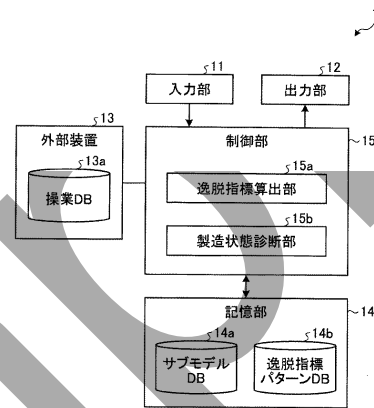 11
入力部
12
出力部
13
外部装置
13a
操業DB
制御部
15
15a
逸脱指標算出部
15b
製造状態診断部
記憶部
14
14a
サブモデル
DB
14b
逸脱指標
パターンDB